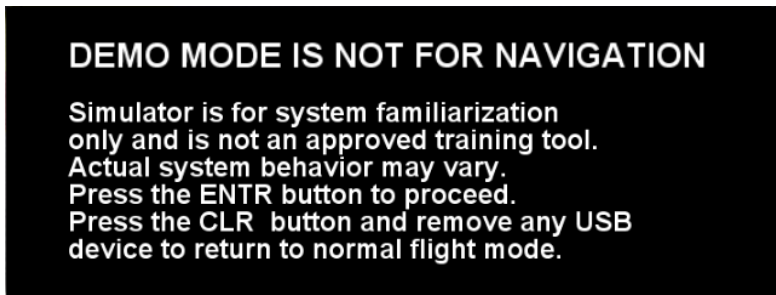 DEMO MODE IS NOT FOR NAVIGATION
Simulator is for system familiarization
only and is not an approved training tool.
Actual system behavior may vary.
Press the ENTR button to proceed.
Press the CLR  button and remove any USB
device to return to normal flight mode.